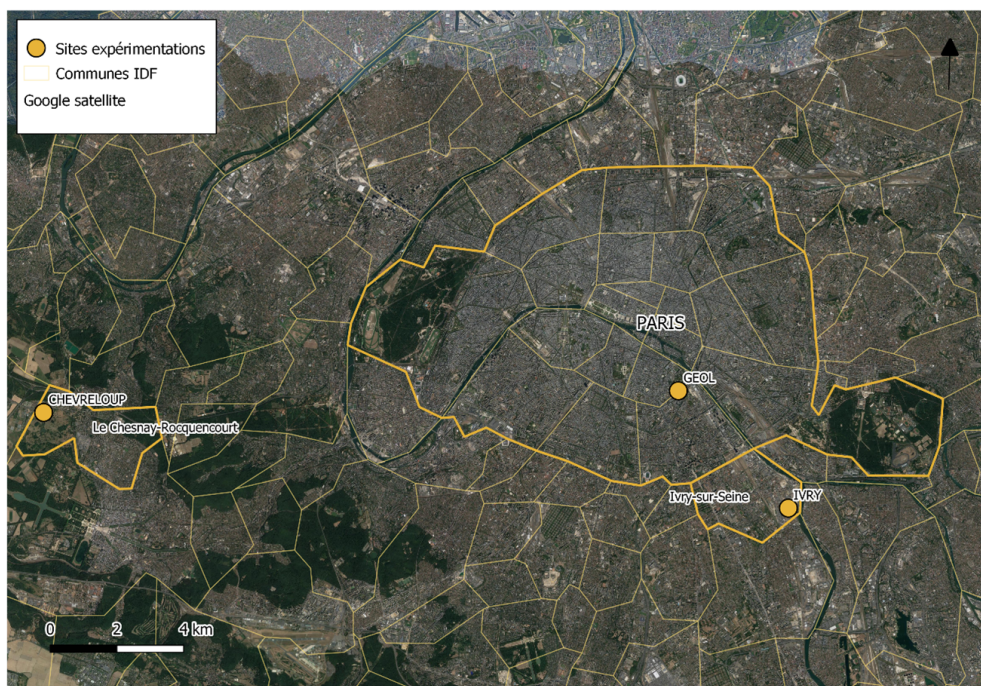 Sites expérimentations
Communes IDF
Google satellite
PARIS
GEOL
CHEVRELOUP
Le Chesnay-Rocquencourt
Ivry-sur-Seine
IVRY
0 2 4 km